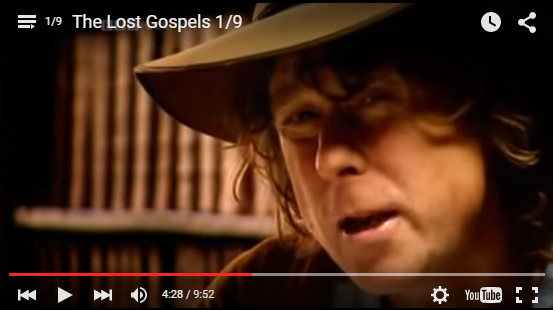 1/9 The Lost Gospels 1/9
4:28 / 9:52 YouTube